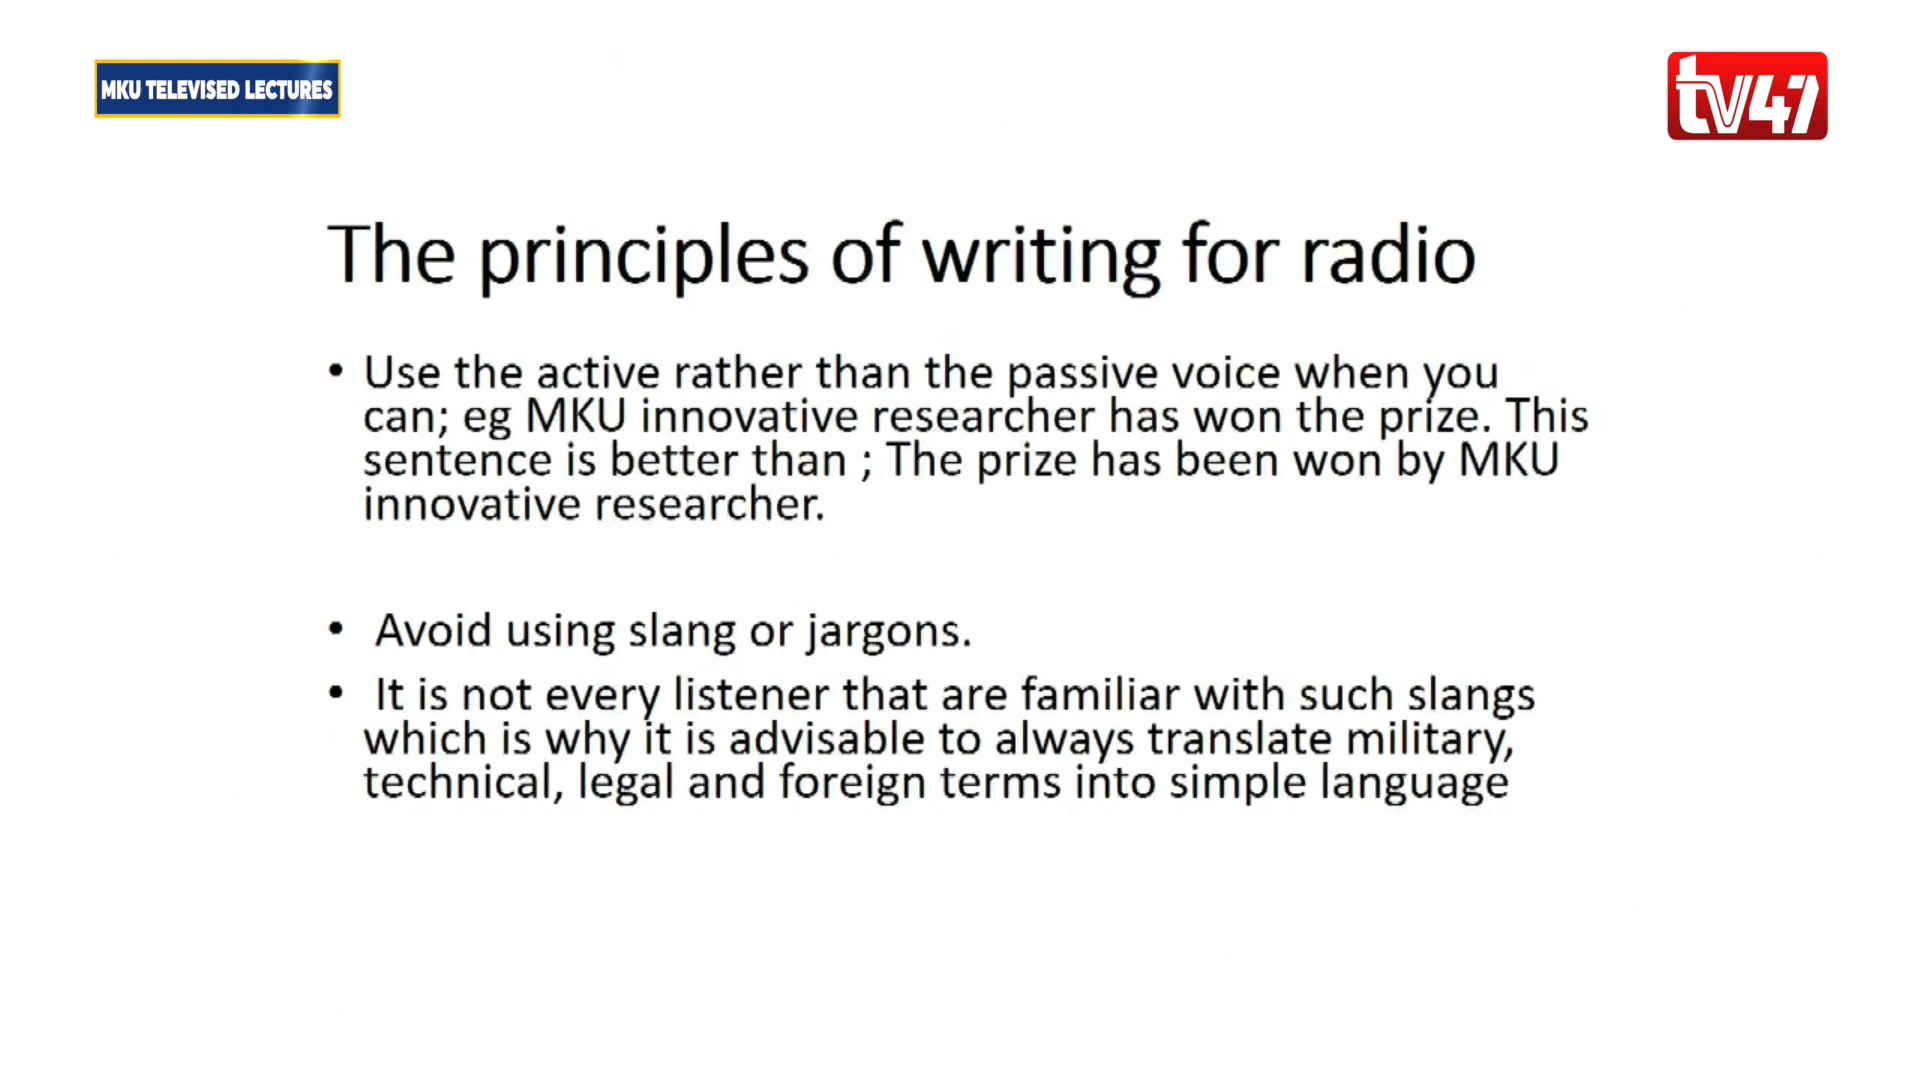 MKU TELEVISED LECTURES
tv47
The principles of writing for radio
• Use the active rather than the passive voice when you
can; eg MKU innovative researcher has won the prize. This
sentence is better than ; The prize has been won by MKU
innovative researcher.
• Avoid using slang or jargons.
• It is not every listener that are familiar with such slangs
which is why it is advisable to always translate military,
technical, legal and foreign terms into simple language